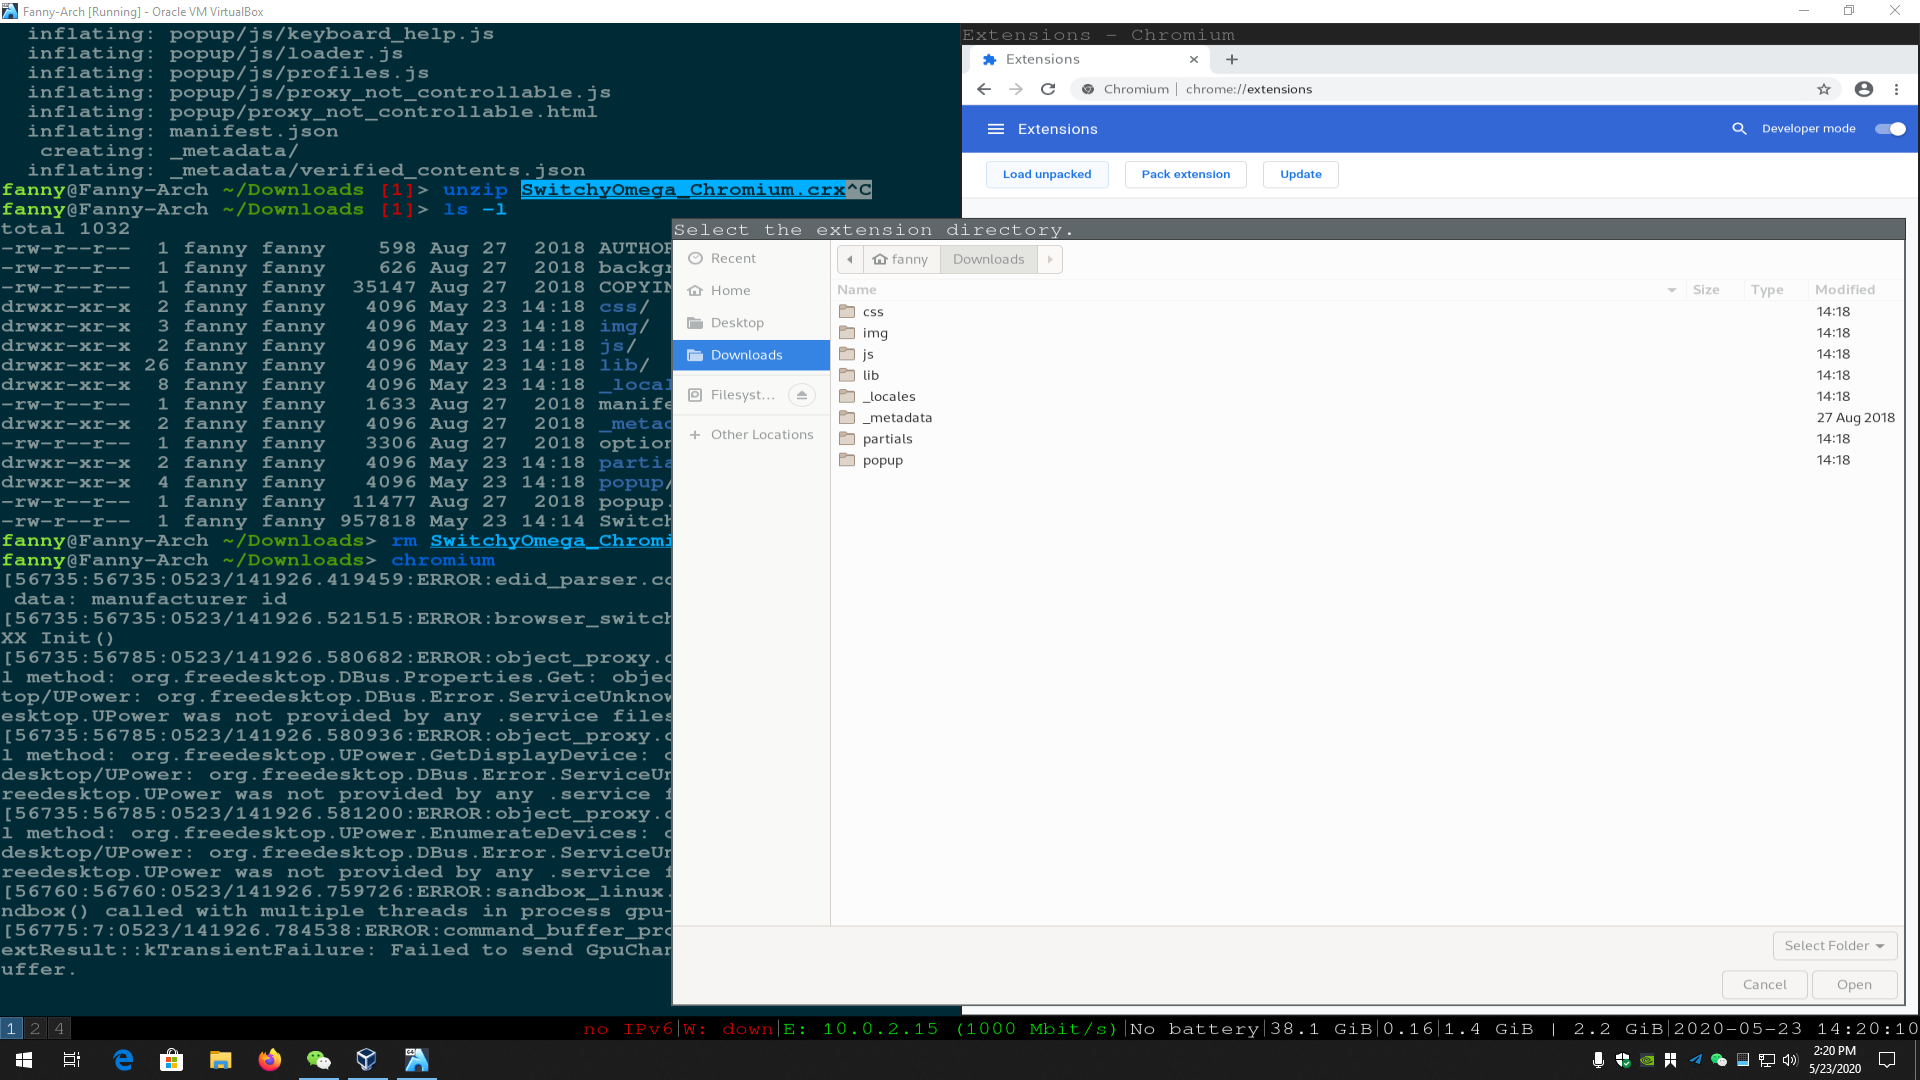 Fanny-Arch [Running] - Oracle VM VirtualBox
inflating: popup/js/keyboard_help.js
inflating: popup/js/loader.js
inflating: popup/js/profiles.js
inflating: popup/js/proxy_not_controllable.js
inflating: popup/proxy_not_controllable.html
inflating: manifest.json
creating: _metadata/
inflating: _metadata/verified_contents.json
fanny@Fanny-Arch ~/Downloads [1]> unzip SwitchyOmega_Chromium.crx^C
fanny@Fanny-Arch ~/Downloads [1]> ls -l
total 1032
-rw-r--r-- 1 fanny fanny 598 Aug 27 2018 AUTHOR
-rw-r--r-- 1 fanny fanny 626 Aug 27 2018 backgr
-rw-r--r-- 1 fanny fanny 35147 Aug 27 2018 COPYIN
drwxr-xr-x 2 fanny fanny 4096 May 23 14:18 css/
drwxr-xr-x 3 fanny fanny 4096 May 23 14:18 img/
drwxr-xr-x 2 fanny fanny 4096 May 23 14:18 js/
drwxr-xr-x 26 fanny fanny 4096 May 23 14:18 lib/
drwxr-xr-x 8 fanny fanny 4096 May 23 14:18 _local
-rw-r--r-- 1 fanny fanny 1633 Aug 27 2018 manife
drwxr-xr-x 2 fanny fanny 4096 May 23 14:18 _metad
-rw-r--r-- 1 fanny fanny 3306 Aug 27 2018 option
drwxr-xr-x 2 fanny fanny 4096 May 23 14:18 partia
drwxr-xr-x 4 fanny fanny 4096 May 23 14:18 popup/
-rw-r--r-- 1 fanny fanny 11477 Aug 27 2018 popup.
-rw-r--r-- 1 fanny fanny 957818 May 23 14:14 Switch
fanny@Fanny-Arch ~/Downloads> rm SwitchyOmega_Chromi
fanny@Fanny-Arch ~/Downloads> chromium
[56735:56735:0523/141926.419459:ERROR:edid_parser.cc
data: manufacturer id
[56735:56735:0523/141926.521515:ERROR:browser_switch
XX Init()
[56735:56785:0523/141926.580682:ERROR:object_proxy.c
l method: org.freedesktop.DBus.Properties.Get: objec
top/UPower: org.freedesktop.DBus.Error.ServiceUnknow
esktop.UPower was not provided by any .service files
[56735:56785:0523/141926.580936:ERROR:object_proxy.c
l method: org.freedesktop.UPower.GetDisplayDevice: o
desktop/UPower: org.freedesktop.DBus.Error.ServiceUn
reedesktop.UPower was not provided by any .service f
[56735:56785:0523/141926.581200:ERROR:object_proxy.c
l method: org.freedesktop.UPower.EnumerateDevices: o
desktop/UPower: org.freedesktop.DBus.Error.ServiceUn
reedesktop.UPower was not provided by any .service f
[56760:56760:0523/141926.759726:ERROR:sandbox_linux.
ndbox() called with multiple threads in process gpu-
[56775:7:0523/141926.784538:ERROR:command_buffer_pro
extResult::kTransientFailure: Failed to send GpuChan
uffer.
Extensions - Chromium
Extensions
Chromium | chrome://extensions
Extensions
Developer mode
Load unpacked
Pack extension
Update
Select the extension directory.
Recent
Home
Desktop
Downloads
Filesyst...
Other Locations
fanny
Downloads
Name Size Type Modified
css 14:18
img 14:18
js 14:18
lib 14:18
_locales 14:18
_metadata 27 Aug 2018
partials 14:18
popup 14:18
Select Folder
Cancel
Open
1 2 4
no IPv6|W: down|E: 10.0.2.15 (1000 Mbit/s)|No battery|38.1 GiB|0.16|1.4 GiB | 2.2 GiB|2020-05-23 14:20:10
2:20 PM
5/23/2020